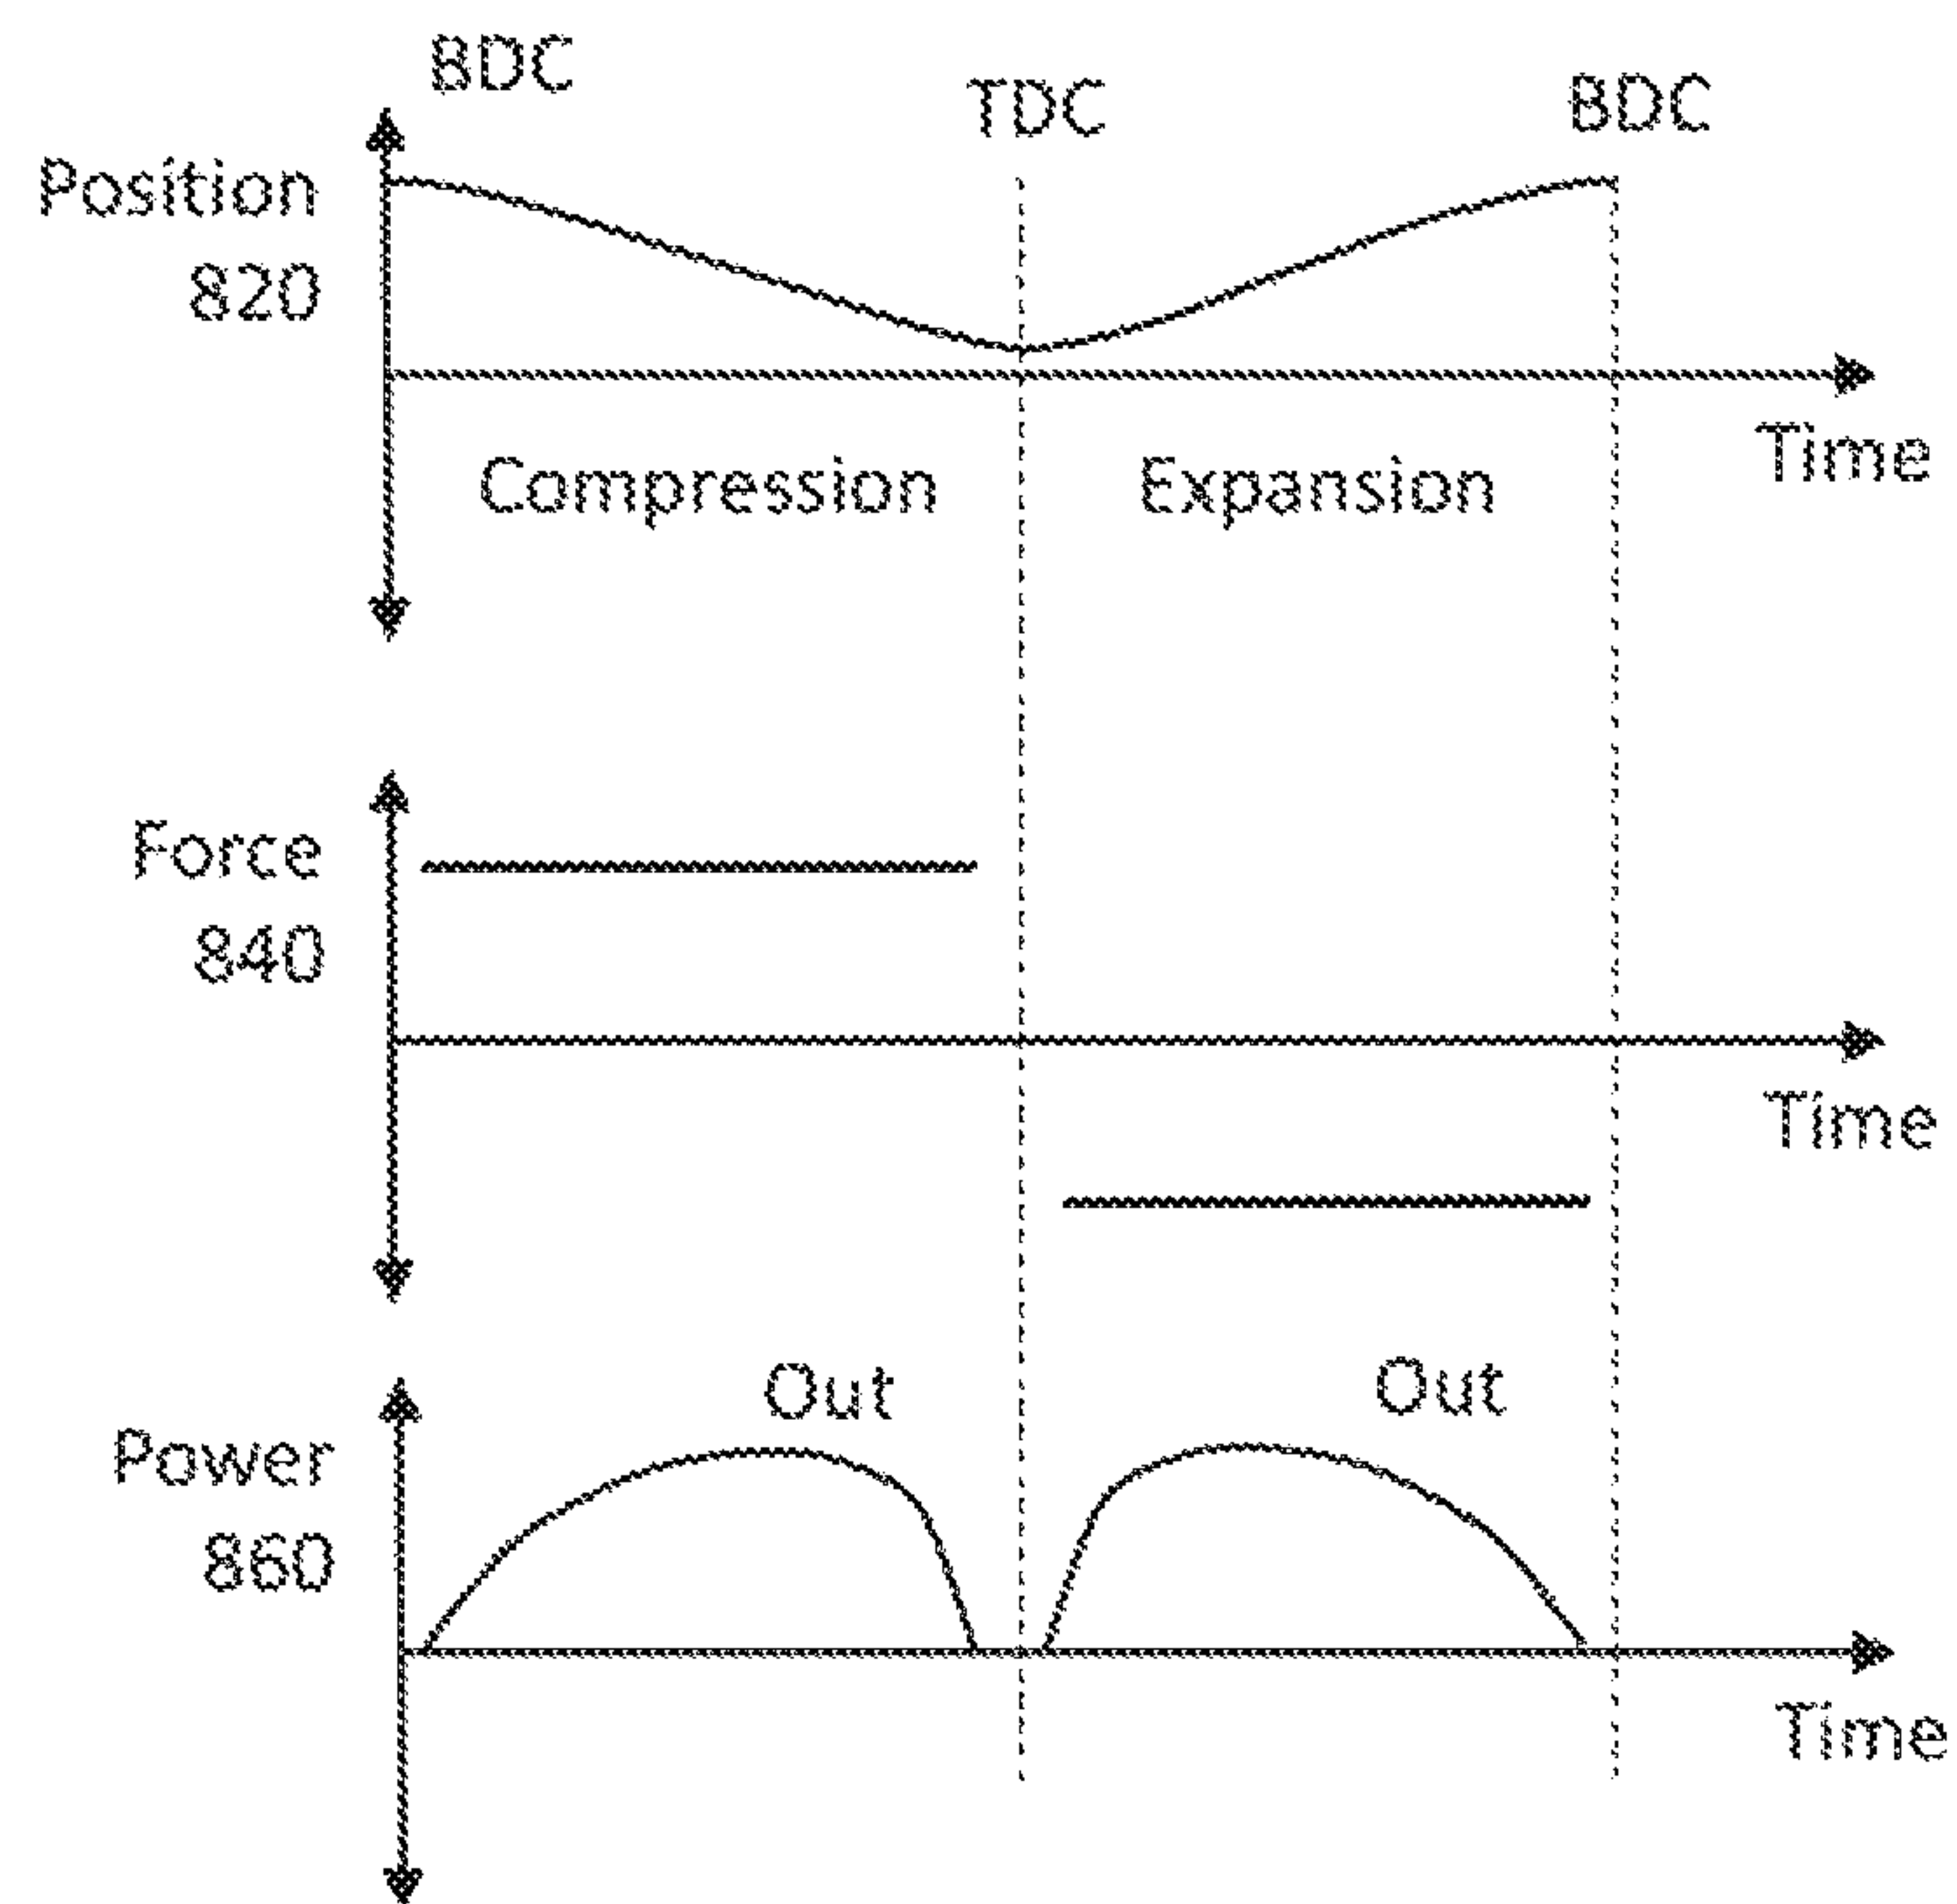 BDC
TDC
BDC
Position
820
Time
Compression
Expansion
Force
840
Time
Out
Out
Power
860
Time